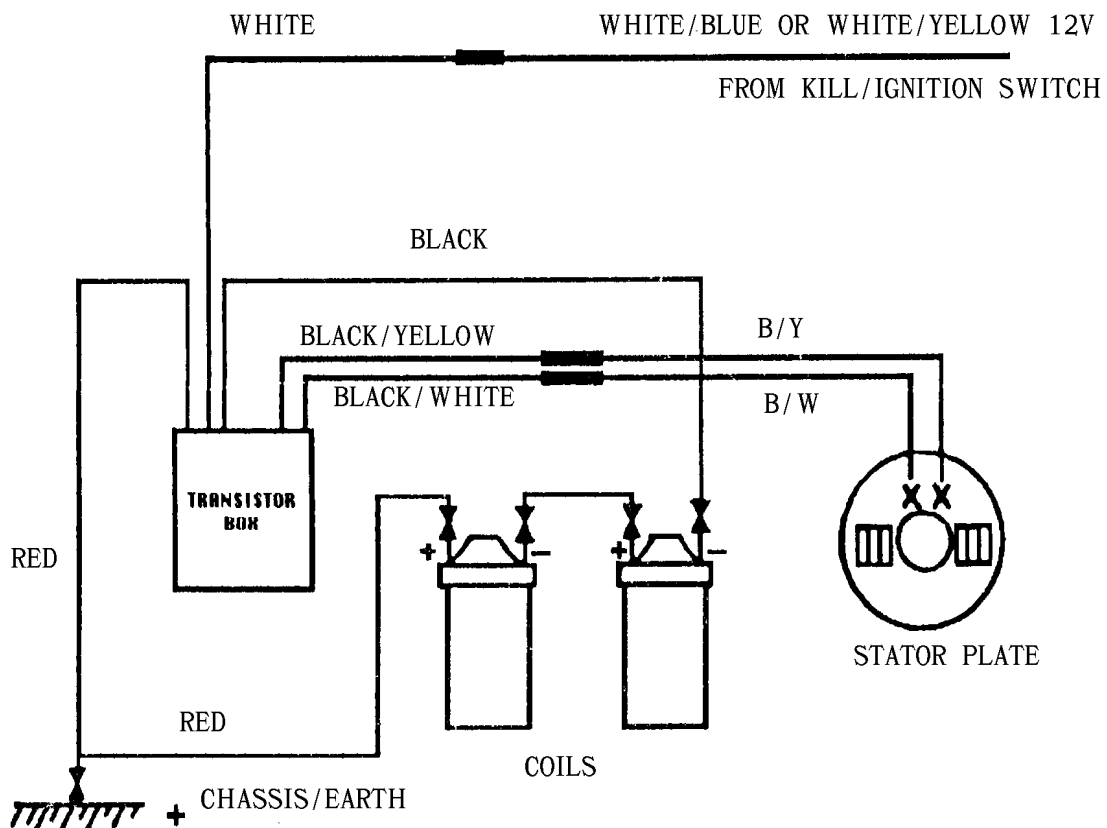 WHITE
WHITE/BLUE OR WHITE/YELLOW 12V
FROM KILL/IGNITION SWITCH
BLACK
BLACK/YELLOW
B/Y
BLACK/WHITE
B/W
TRANSISTOR
BOX
RED
+
-
+
-
STATOR PLATE
RED
COILS
+ CHASSIS/EARTH